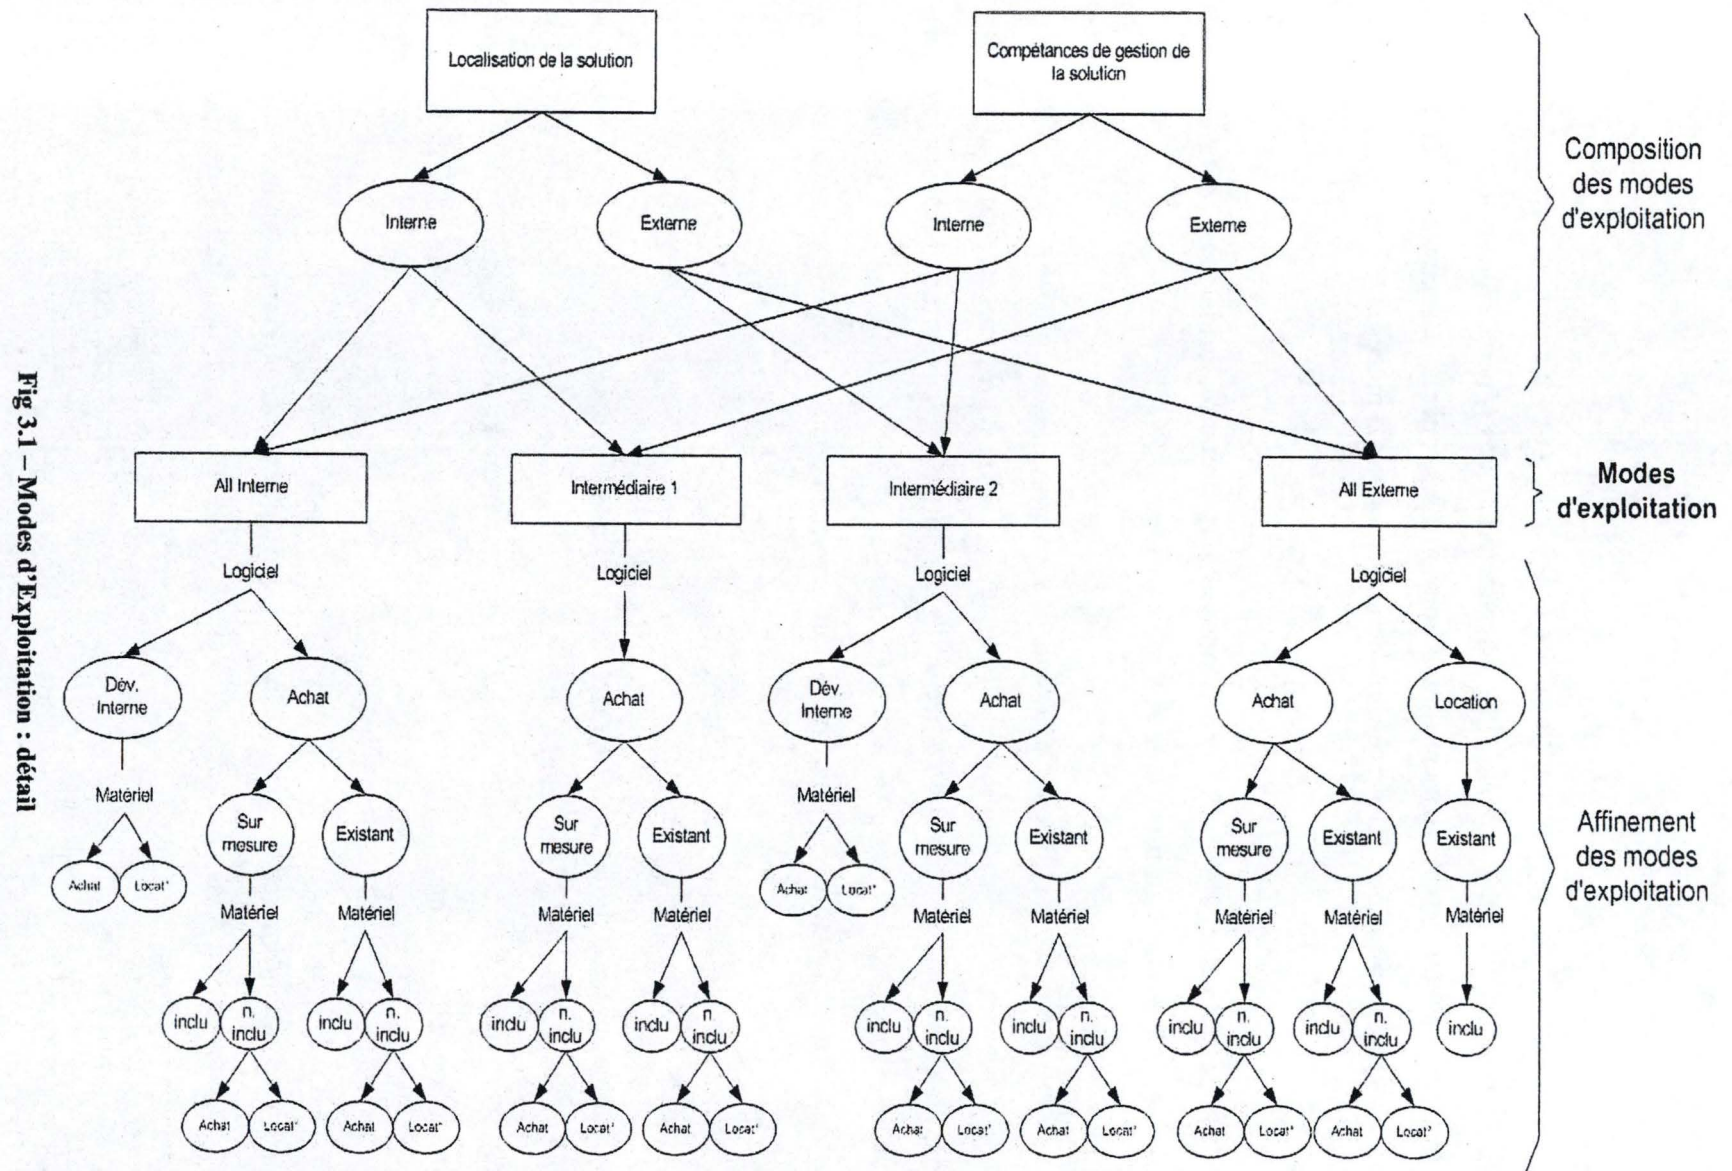 Localisation de la solution
Compétances de gestion de
la solution
Interne
Externe
Interne
Externe
Composition
des modes
d'exploitation
All Interne
Intermédiaire 1
Intermédiaire 2
All Externe
Modes
d'exploitation
Logiciel
Logiciel
Logiciel
Logiciel
Dév.
Interne
Achat
Achat
Dév.
Interne
Achat
Achat
Location
Matériel
Sur
mesure
Existant
Sur
mesure
Existant
Matériel
Sur
mesure
Existant
Sur
mesure
Existant
Existant
Affinement
des modes
d'exploitation
Achat
Locat°
Achat
Locat°
Matériel
Matériel
Matériel
Matériel
Matériel
Matériel
Matériel
Matériel
Matériel
inclu
n.
inclu
inclu
n.
inclu
inclu
n.
inclu
inclu
n.
inclu
inclu
n.
inclu
inclu
n.
inclu
inclu
n.
inclu
inclu
n.
inclu
inclu
Achat
Locat°
Achat
Locat°
Achat
Locat°
Achat
Locat°
Achat
Locat°
Achat
Locat°
Achat
Locat°
Achat
Locat°
Fig 3.1 – Modes d'Exploitation : détail